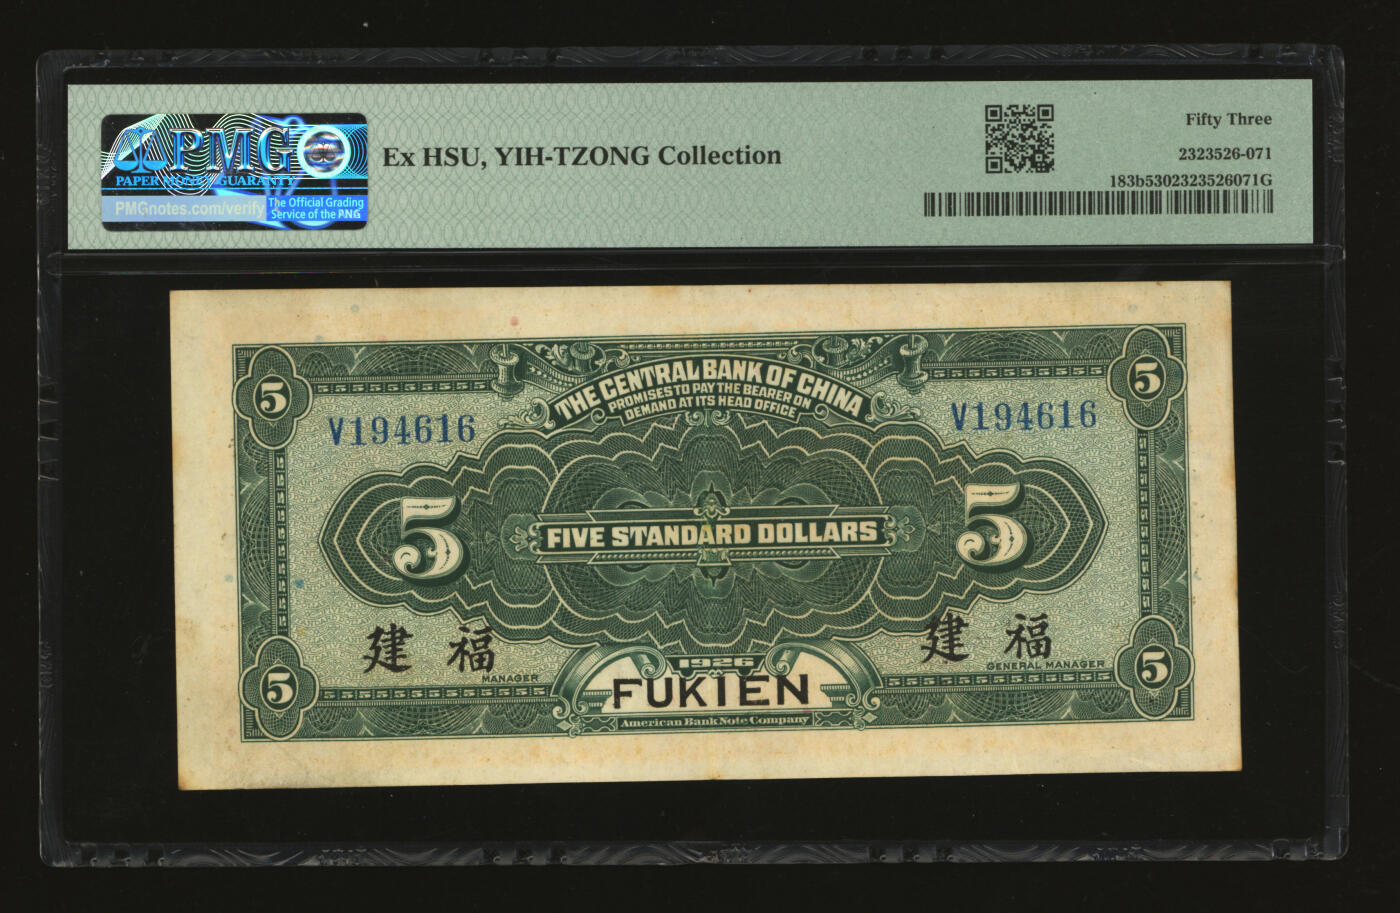 PMG
PAPER MONEY GUARANTY
PMGnotes.com/verify
The Official Grading
Service of the PNG
Ex HSU, YIH-TZONG Collection
Fifty Three
2323526-071
183b5302323526071G
THE CENTRAL BANK OF CHINA
PROMISES TO PAY THE BEARER ON
DEMAND AT ITS HEAD OFFICE
5
5
V194616
V194616
5
FIVE STANDARD DOLLARS
5
建 福
建 福
MANAGER
GENERAL MANAGER
5
1926
5
FUKIEN
American Bank Note Company